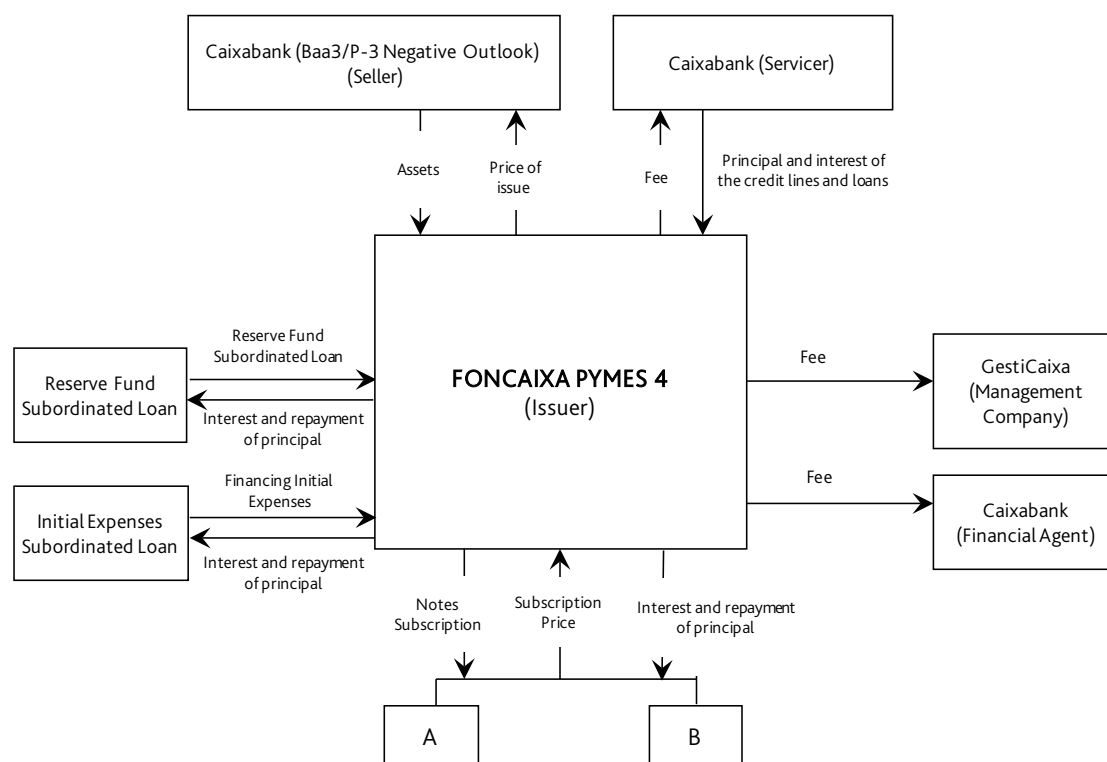 Caixabank (Baa3/P-3 Negative Outlook)
(Seller)
Caixabank (Servicer)
Assets
Price of
issue
Fee
Principal and interest of
the credit lines and loans
Reserve Fund
Subordinated Loan
Reserve Fund
Subordinated Loan
Interest and repayment
of principal
Initial Expenses
Subordinated Loan
Financing Initial
Expenses
Interest and repayment
of principal
FONCAIXA PYMES 4
(Issuer)
Fee
GestiCaixa
(Management
Company)
Fee
Caixabank
(Financial Agent)
Notes
Subscription
Subscription
Price
Interest and repayment
of principal
A
B